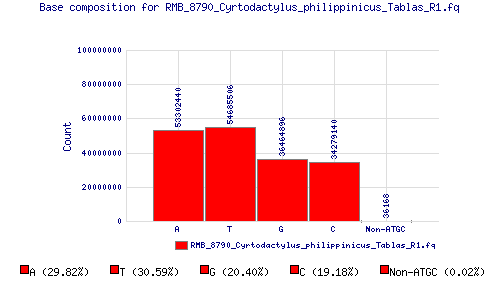 Base composition for RMB_8790_Cyrtodactylus_philippinicus_Tablas_R1.fq
100000000
80000000
60000000
40000000
20000000
0
Count
53302440
54685506
36464896
34279140
36168
A T G C Non-ATGC
RMB_8790_Cyrtodactylus_philippinicus_Tablas_R1.fq
A (29.82%) T (30.59%) G (20.40%) C (19.18%) Non-ATGC (0.02%)